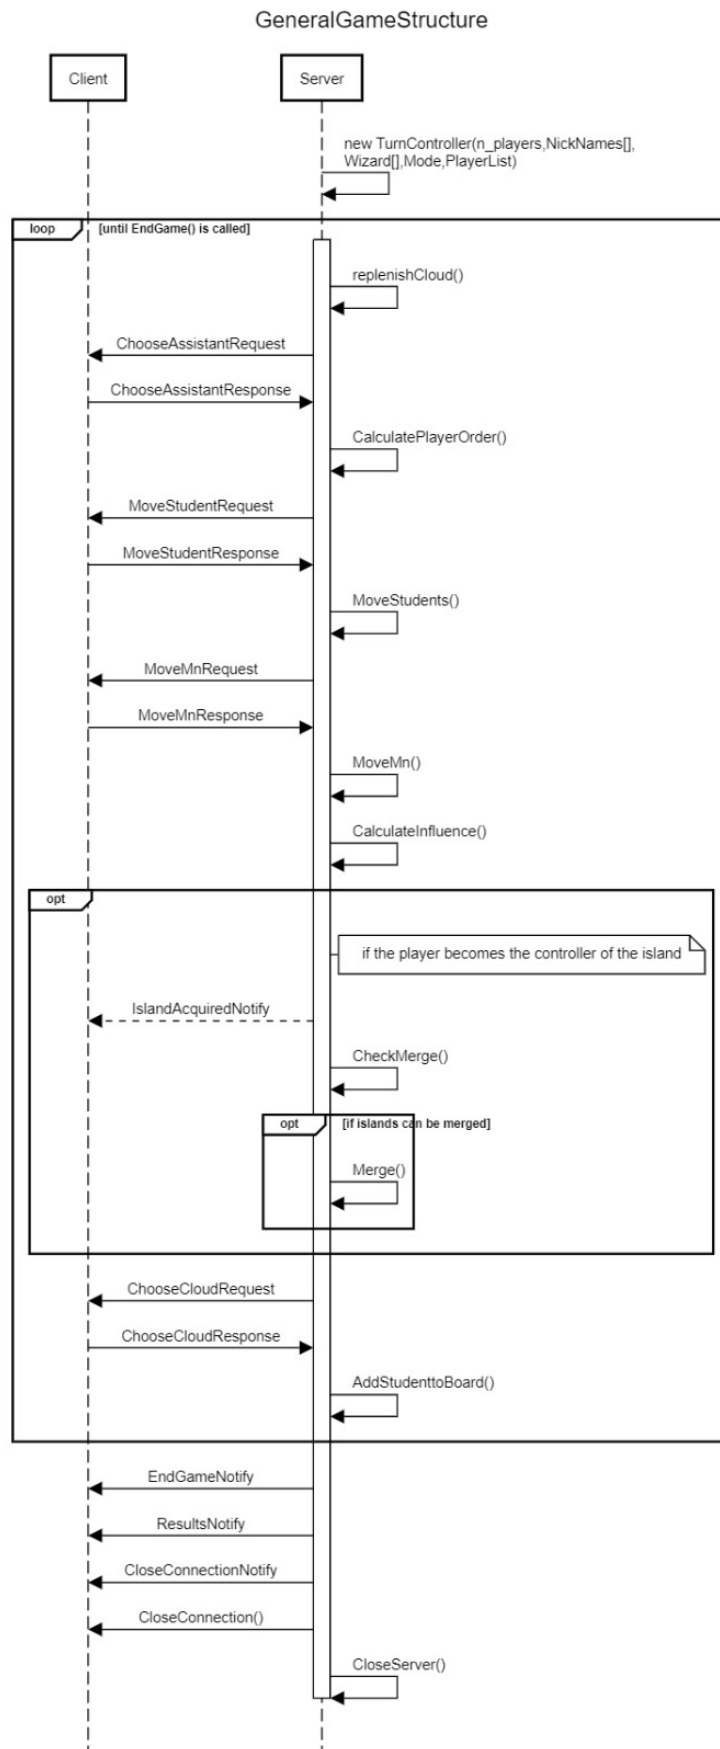 GeneralGameStructure
Client
Server
new TurnController(n_players,NickNames[],
Wizard[],Mode,PlayerList)
loop
[until EndGame() is called]
replenishCloud()
ChooseAssistantRequest
ChooseAssistantResponse
CalculatePlayerOrder()
MoveStudentRequest
MoveStudentResponse
MoveStudents()
MoveMnRequest
MoveMnResponse
MoveMn()
CalculateInfluence()
opt
if the player becomes the controller of the island
IslandAcquiredNotify
CheckMerge()
opt
[if islands can be merged]
Merge()
ChooseCloudRequest
ChooseCloudResponse
AddStudenttoBoard()
EndGameNotify
ResultsNotify
CloseConnectionNotify
CloseConnection()
CloseServer()